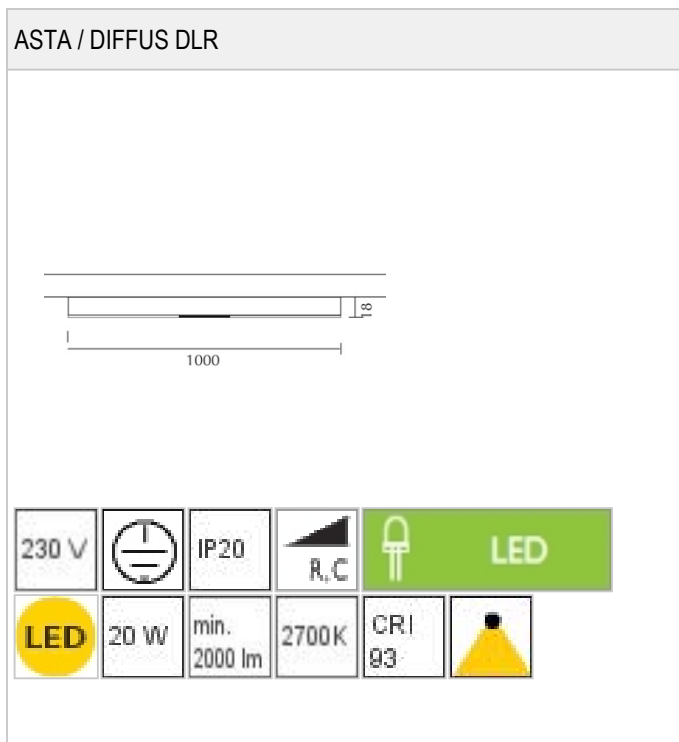 ASTA / DIFFUS DLR
18
1000
230 V
IP20
R,C
LED
LED
20 W
min.
2000 lm
2700K
CRI
93